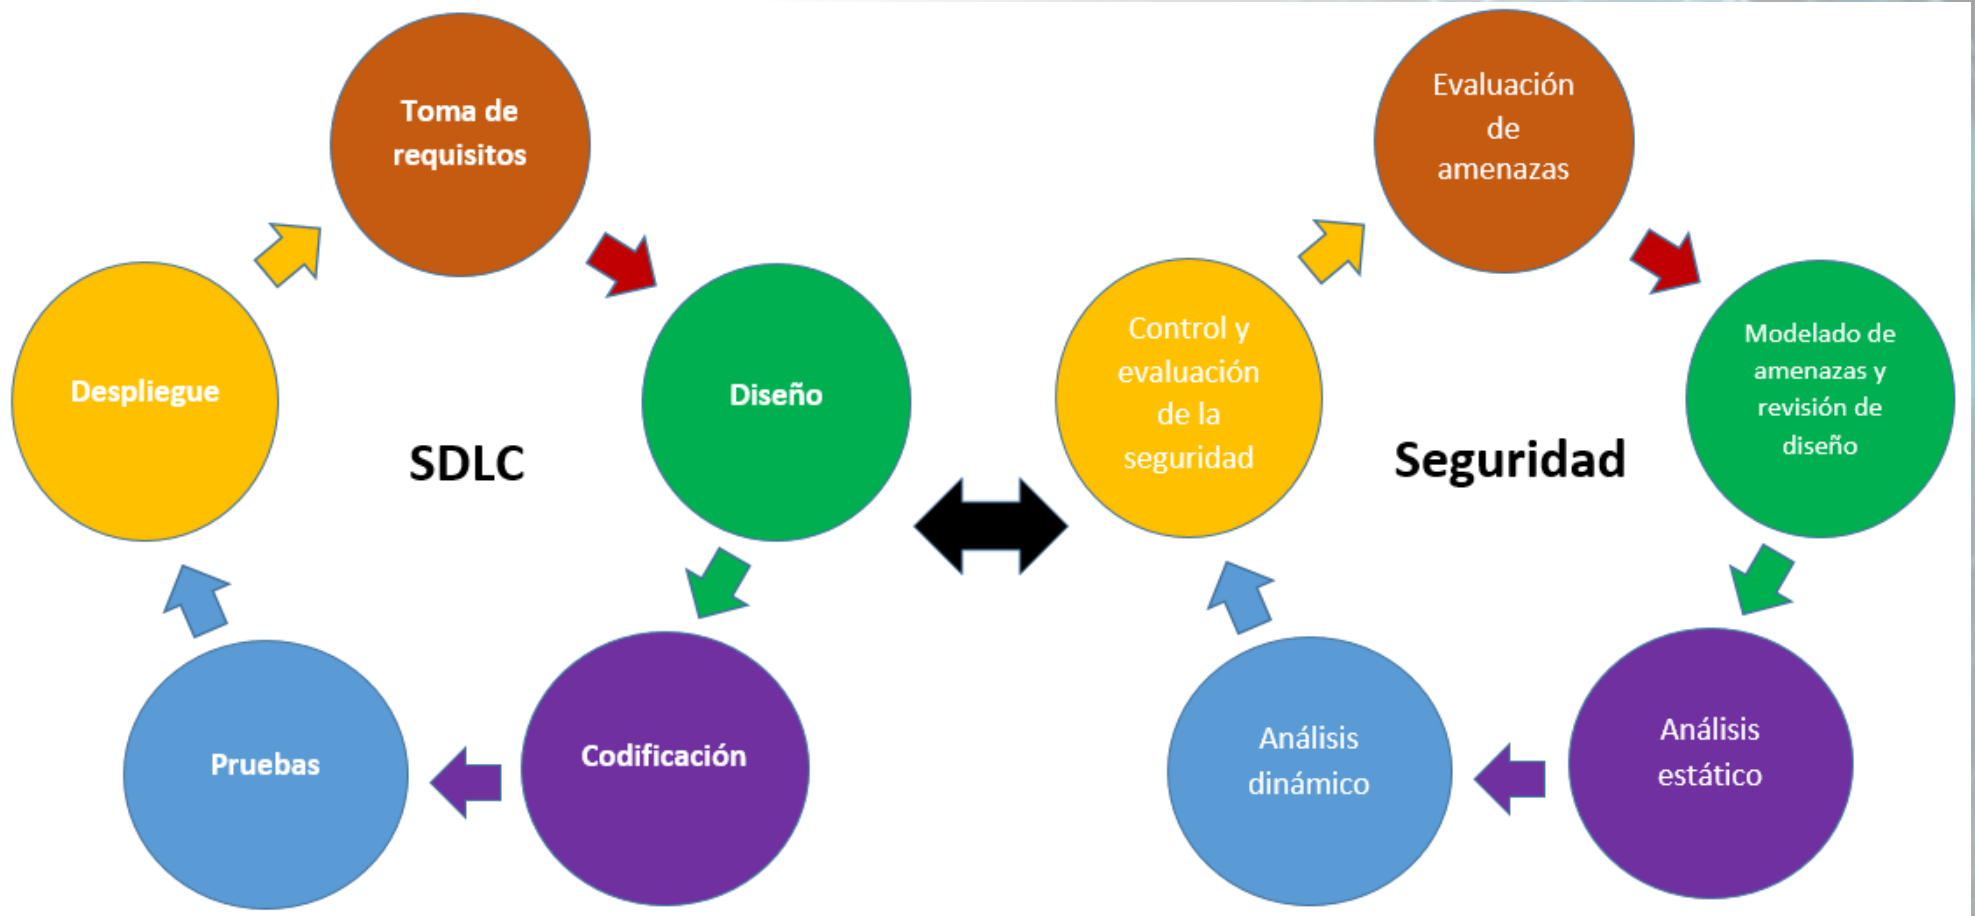 Toma de
requisitos
Diseño
Codificación
Pruebas
Despliegue
SDLC
Evaluación
de
amenazas
Modelado de
amenazas y
revisión de
diseño
Análisis
estático
Análisis
dinámico
Control y
evaluación
de la
seguridad
Seguridad